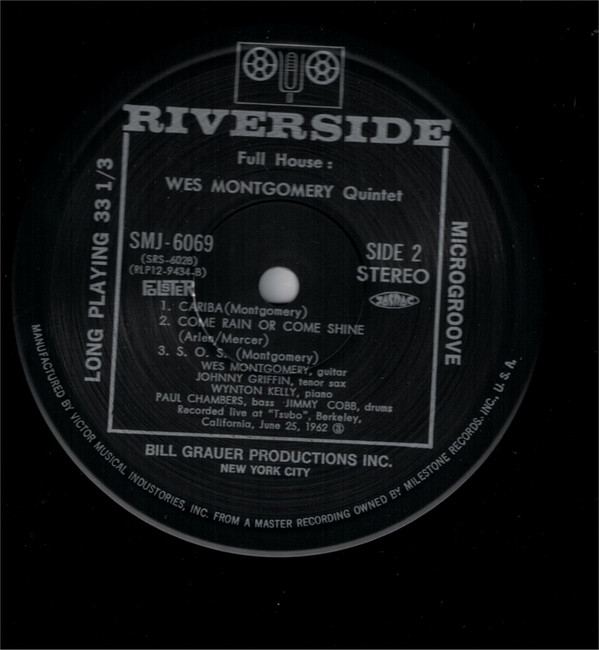 RIVERSIDE
Full House :
WES MONTGOMERY Quintet
SMJ-6069
(SRS-6028)
(RLP12-9434-B)
SIDE 2
STEREO
JASRAC
1. CARIBA (Montgomery)
2. COME RAIN OR COME SHINE
(Arlen/Mercer)
3. S. O. S. (Montgomery)
WES MONTGOMERY, guitar
JOHNNY GRIFFIN, tenor sax
WYNTON KELLY, piano
PAUL CHAMBERS, bass JIMMY COBB, drums
Recorded live at "Tsubo", Berkeley,
California, June 25, 1962 ③
LONG PLAYING 33 1/3
MICROGROOVE
BILL GRAUER PRODUCTIONS INC.
NEW YORK CITY
MANUFACTURED BY VICTOR MUSICAL INDUSTORIES, INC. FROM A MASTER RECORDING OWNED BY MILESTONE RECORDS. INC., U. S. A.